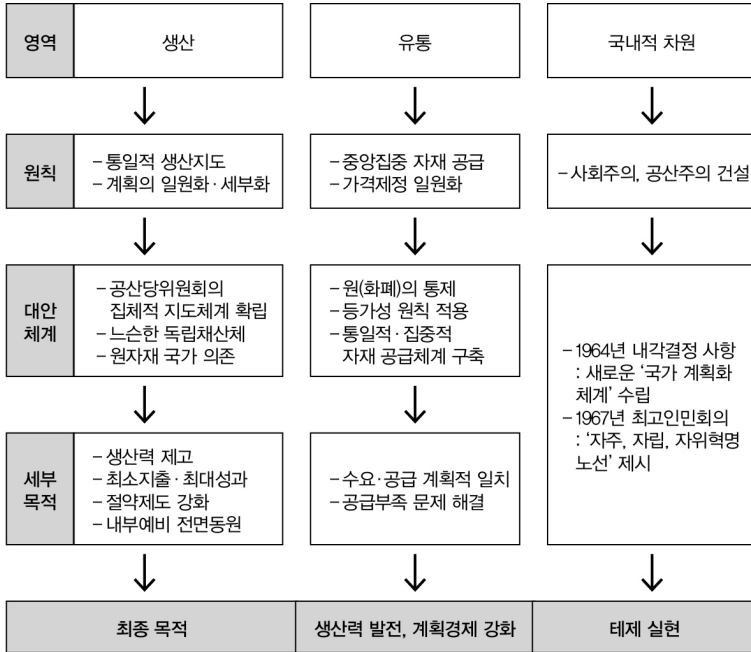 영역
생산
유통
국내적 차원
원칙
– 통일적 생산지도
– 계획의 일원화·세부화
– 중앙집중 자재 공급
– 가격제정 일원화
– 사회주의, 공산주의 건설
대안
체계
– 공산당위원회의
집체적 지도체계 확립
– 느슨한 독립채산체
– 원자재 국가 의존
– 원(화폐)의 통제
– 등가성 원칙 적용
– 통일적·집중적
자재 공급체계 구축
– 1964년 내각결정 사항
: 새로운 ‘국가 계획화
체계’ 수립
– 1967년 최고인민회의
: ‘자주, 자립, 자위혁명
노선’ 제시
세부
목적
– 생산력 제고
– 최소지출·최대성과
– 절약제도 강화
– 내부예비 전면동원
– 수요·공급 계획적 일치
– 공급부족 문제 해결
최종 목적
생산력 발전, 계획경제 강화
테제 실현